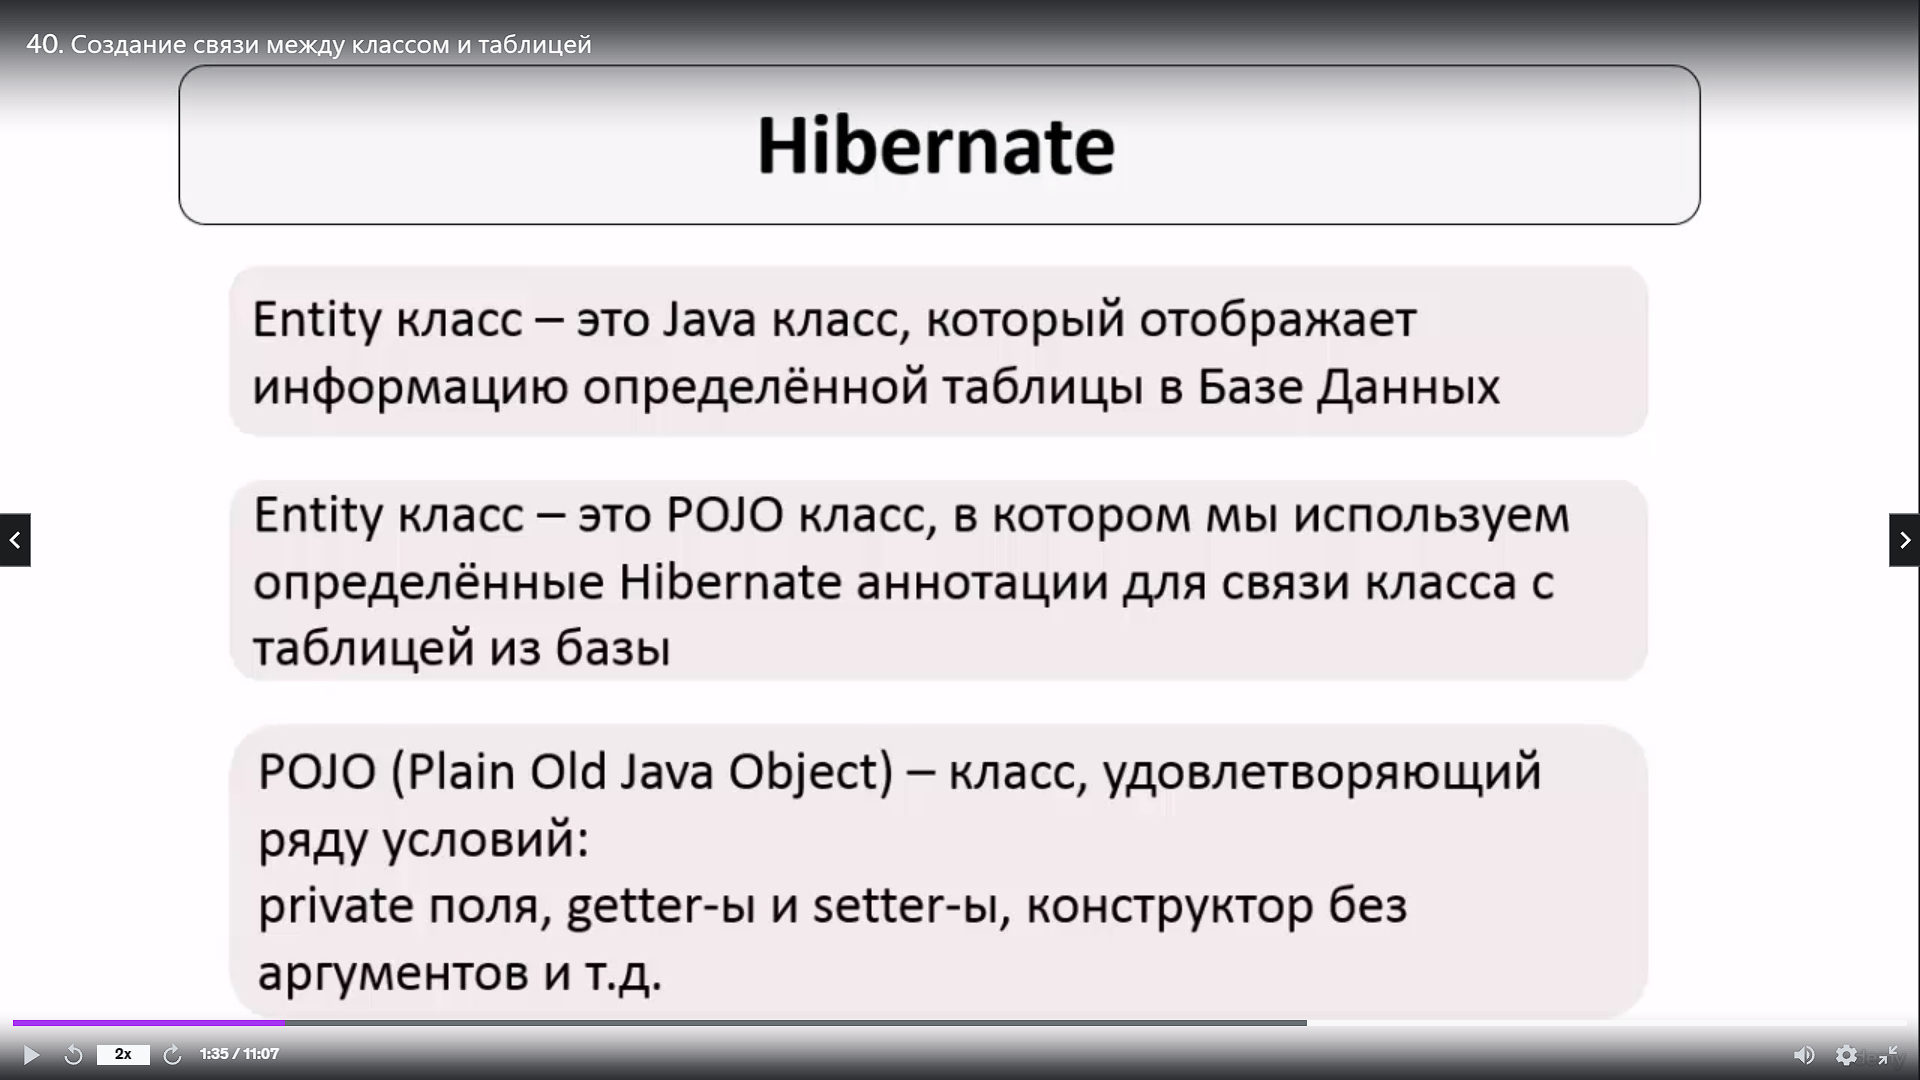 40. Создание связи между классом и таблицей
Hibernate
Entity класс – это Java класс, который отображает
информацию определённой таблицы в Базе Данных
Entity класс – это POJO класс, в котором мы используем
определённые Hibernate аннотации для связи класса с
таблицей из базы
POJO (Plain Old Java Object) – класс, удовлетворяющий
ряду условий:
private поля, getter-ы и setter-ы, конструктор без
аргументов и т.д.
2x
1:35 / 11:07